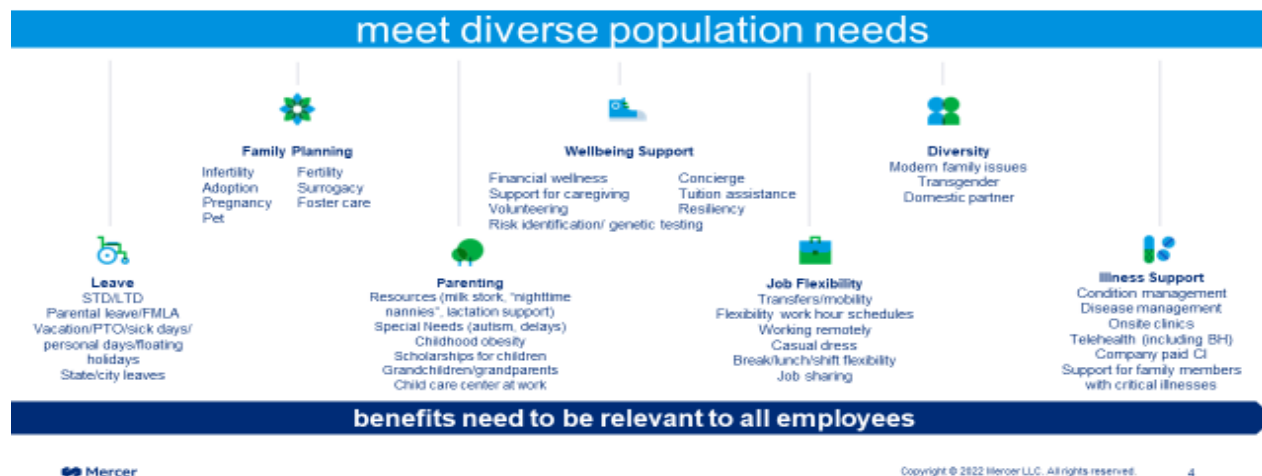 meet diverse population needs
Family Planning
Infertility
Adoption
Pregnancy
Pet
Fertility
Surrogacy
Foster care
Wellbeing Support
Financial wellness
Support for caregiving
Volunteering
Risk identification/ genetic testing
Concierge
Tuition assistance
Resiliency
Diversity
Modern family issues
Transgender
Domestic partner
Leave
STD/LTD
Parental leave/FMLA
Vacation/PTO/sick days/
personal days/floating
holidays
State/city leaves
Parenting
Resources (milk stork, "nighttime
nannies", lactation support)
Special Needs (autism, delays)
Childhood obesity
Scholarships for children
Grandchildren/grandparents
Child care center at work
Job Flexibility
Transfers/mobility
Flexibility work hour schedules
Working remotely
Casual dress
Break/lunch/shift flexibility
Job sharing
Illness Support
Condition management
Disease management
Onsite clinics
Telehealth (including BH)
Company paid CI
Support for family members
with critical illnesses
benefits need to be relevant to all employees
Mercer
Copyright © 2022 Mercer LLC. All rights reserved.
4